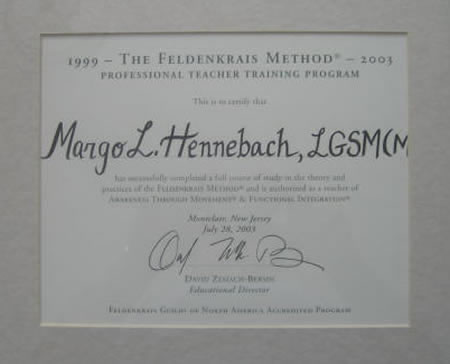 1999 – THE FELDENKRAIS METHOD® – 2003
PROFESSIONAL TEACHER TRAINING PROGRAM
This is to certify that
Margo L. Hennebach, LGSM(M
has successfully completed a full course of study in the theory and
practices of the FELDENKRAIS METHOD® and is authorized as a teacher of
AWARENESS THROUGH MOVEMENT® & FUNCTIONAL INTEGRATION®
Montclair, New Jersey
July 28, 2003
DAVID ZEMACH-BERSIN
Educational Director
FELDENKRAIS GUILD® OF NORTH AMERICA ACCREDITED PROGRAM